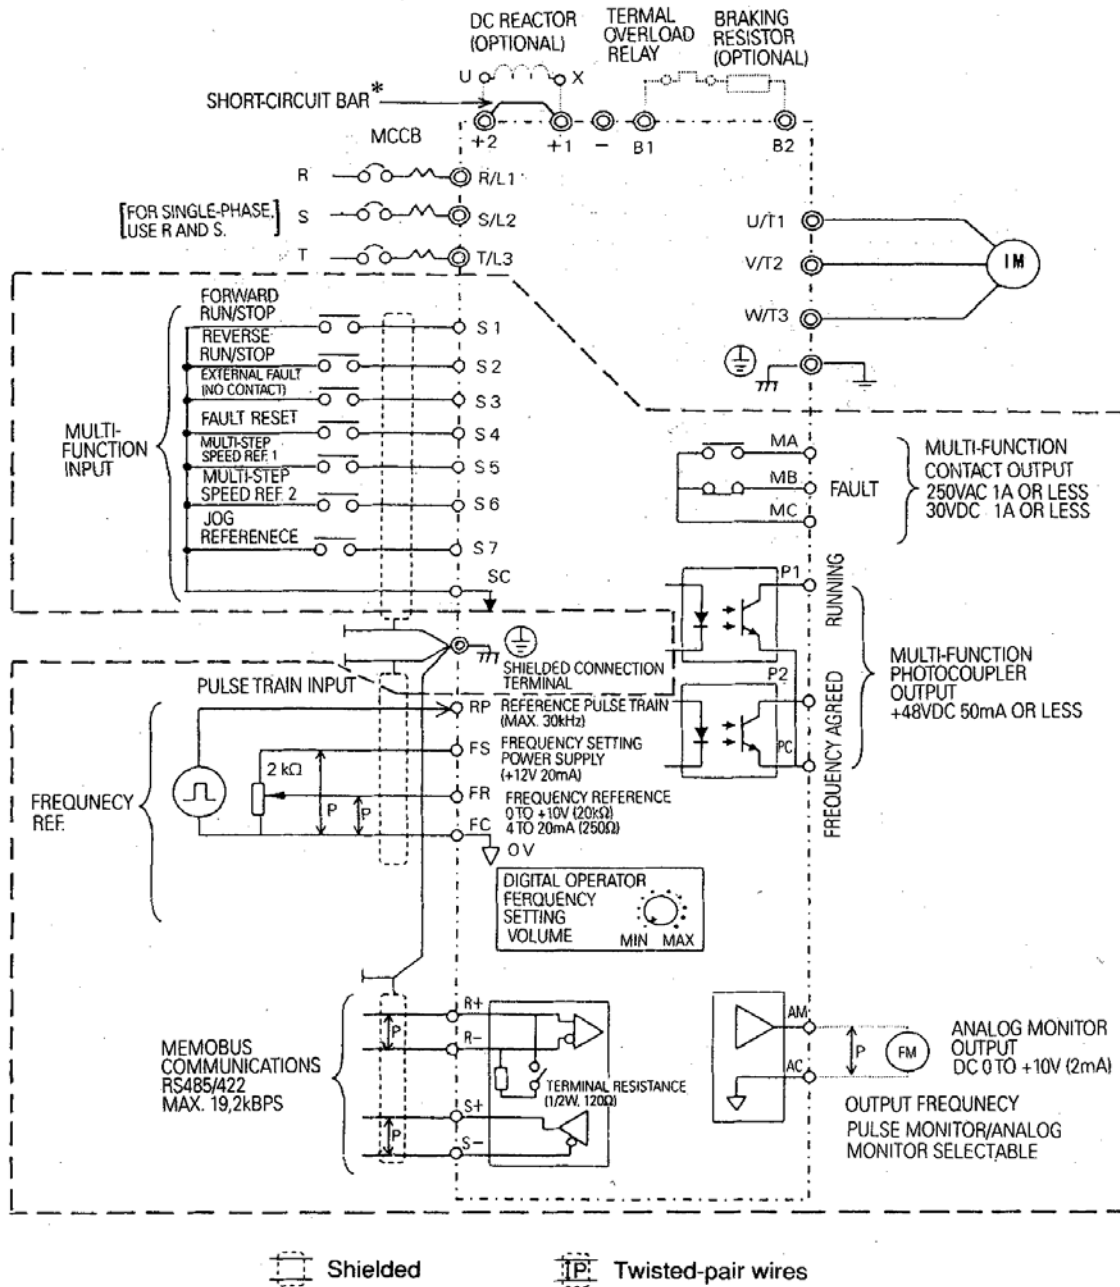 DC REACTOR
(OPTIONAL)
TERMAL
OVERLOAD
RELAY
BRAKING
RESISTOR
(OPTIONAL)
U
X
SHORT-CIRCUIT BAR*
+2
+1
−
B1
B2
MCCB
R
R/L1
[FOR SINGLE-PHASE,
USE R AND S.]
S
S/L2
T
T/L3
U/T1
V/T2
W/T3
IM
MULTI-
FUNCTION
INPUT
FORWARD
RUN/STOP
S1
REVERSE
RUN/STOP
S2
EXTERNAL FAULT
(NO CONTACT)
S3
FAULT RESET
S4
MULTI-STEP
SPEED REF. 1
S5
MULTI-STEP
SPEED REF. 2
S6
JOG
REFERENECE
S7
SC
MA
MB
MC
FAULT
MULTI-FUNCTION
CONTACT OUTPUT
250VAC 1A OR LESS
30VDC 1A OR LESS
P1
RUNNING
P2
PC
FREQUENCY AGREED
MULTI-FUNCTION
PHOTOCOUPLER
OUTPUT
+48VDC 50mA OR LESS
SHIELDED CONNECTION
TERMINAL
PULSE TRAIN INPUT
FREQUNECY
REF.
RP
REFERENCE PULSE TRAIN
(MAX. 30kHz)
FS
FREQUENCY SETTING
POWER SUPPLY
(+12V 20mA)
2 kΩ
P
P
FR
FREQUENCY REFERENCE
0 TO +10V (20kΩ)
4 TO 20mA (250Ω)
FC
0V
DIGITAL OPERATOR
FERQUENCY
SETTING
VOLUME
MIN MAX
MEMOBUS
COMMUNICATIONS
RS485/422
MAX. 19,2kBPS
R+
P
R−
TERMINAL RESISTANCE
(1/2W, 120Ω)
S+
P
S−
AM
AC
P
FM
ANALOG MONITOR
OUTPUT
DC 0 TO +10V (2mA)
OUTPUT FREQUNECY
PULSE MONITOR/ANALOG
MONITOR SELECTABLE
Shielded
P
Twisted-pair wires